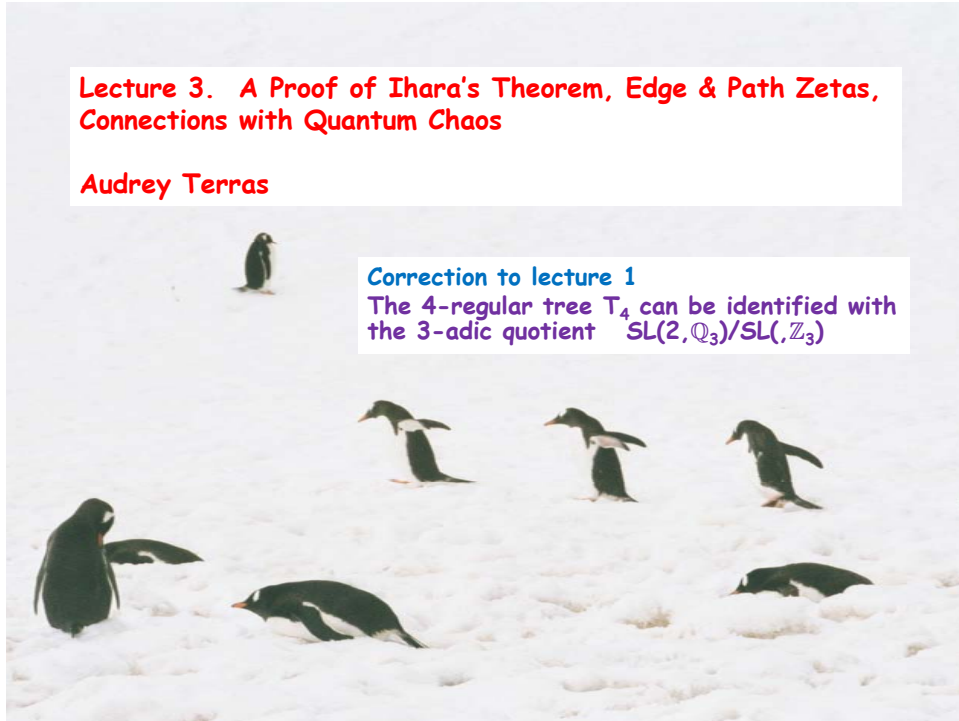 Lecture 3.  A Proof of Ihara's Theorem, Edge & Path Zetas,
Connections with Quantum Chaos
Audrey Terras
Correction to lecture 1
The 4-regular tree T₄ can be identified with
the 3-adic quotient   SL(2,ℚ₃)/SL(,ℤ₃)